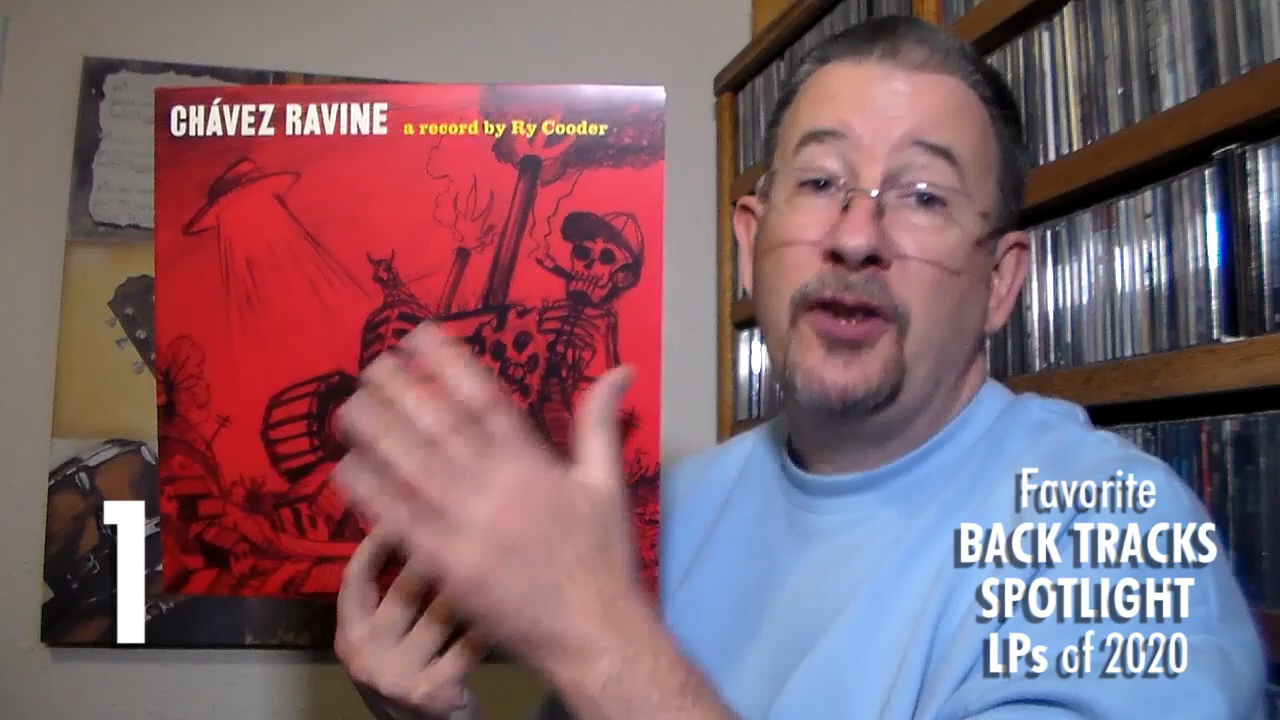 CHÁVEZ RAVINE a record by Ry Cooder
1
Favorite
BACK TRACKS
SPOTLIGHT
LPs of 2020